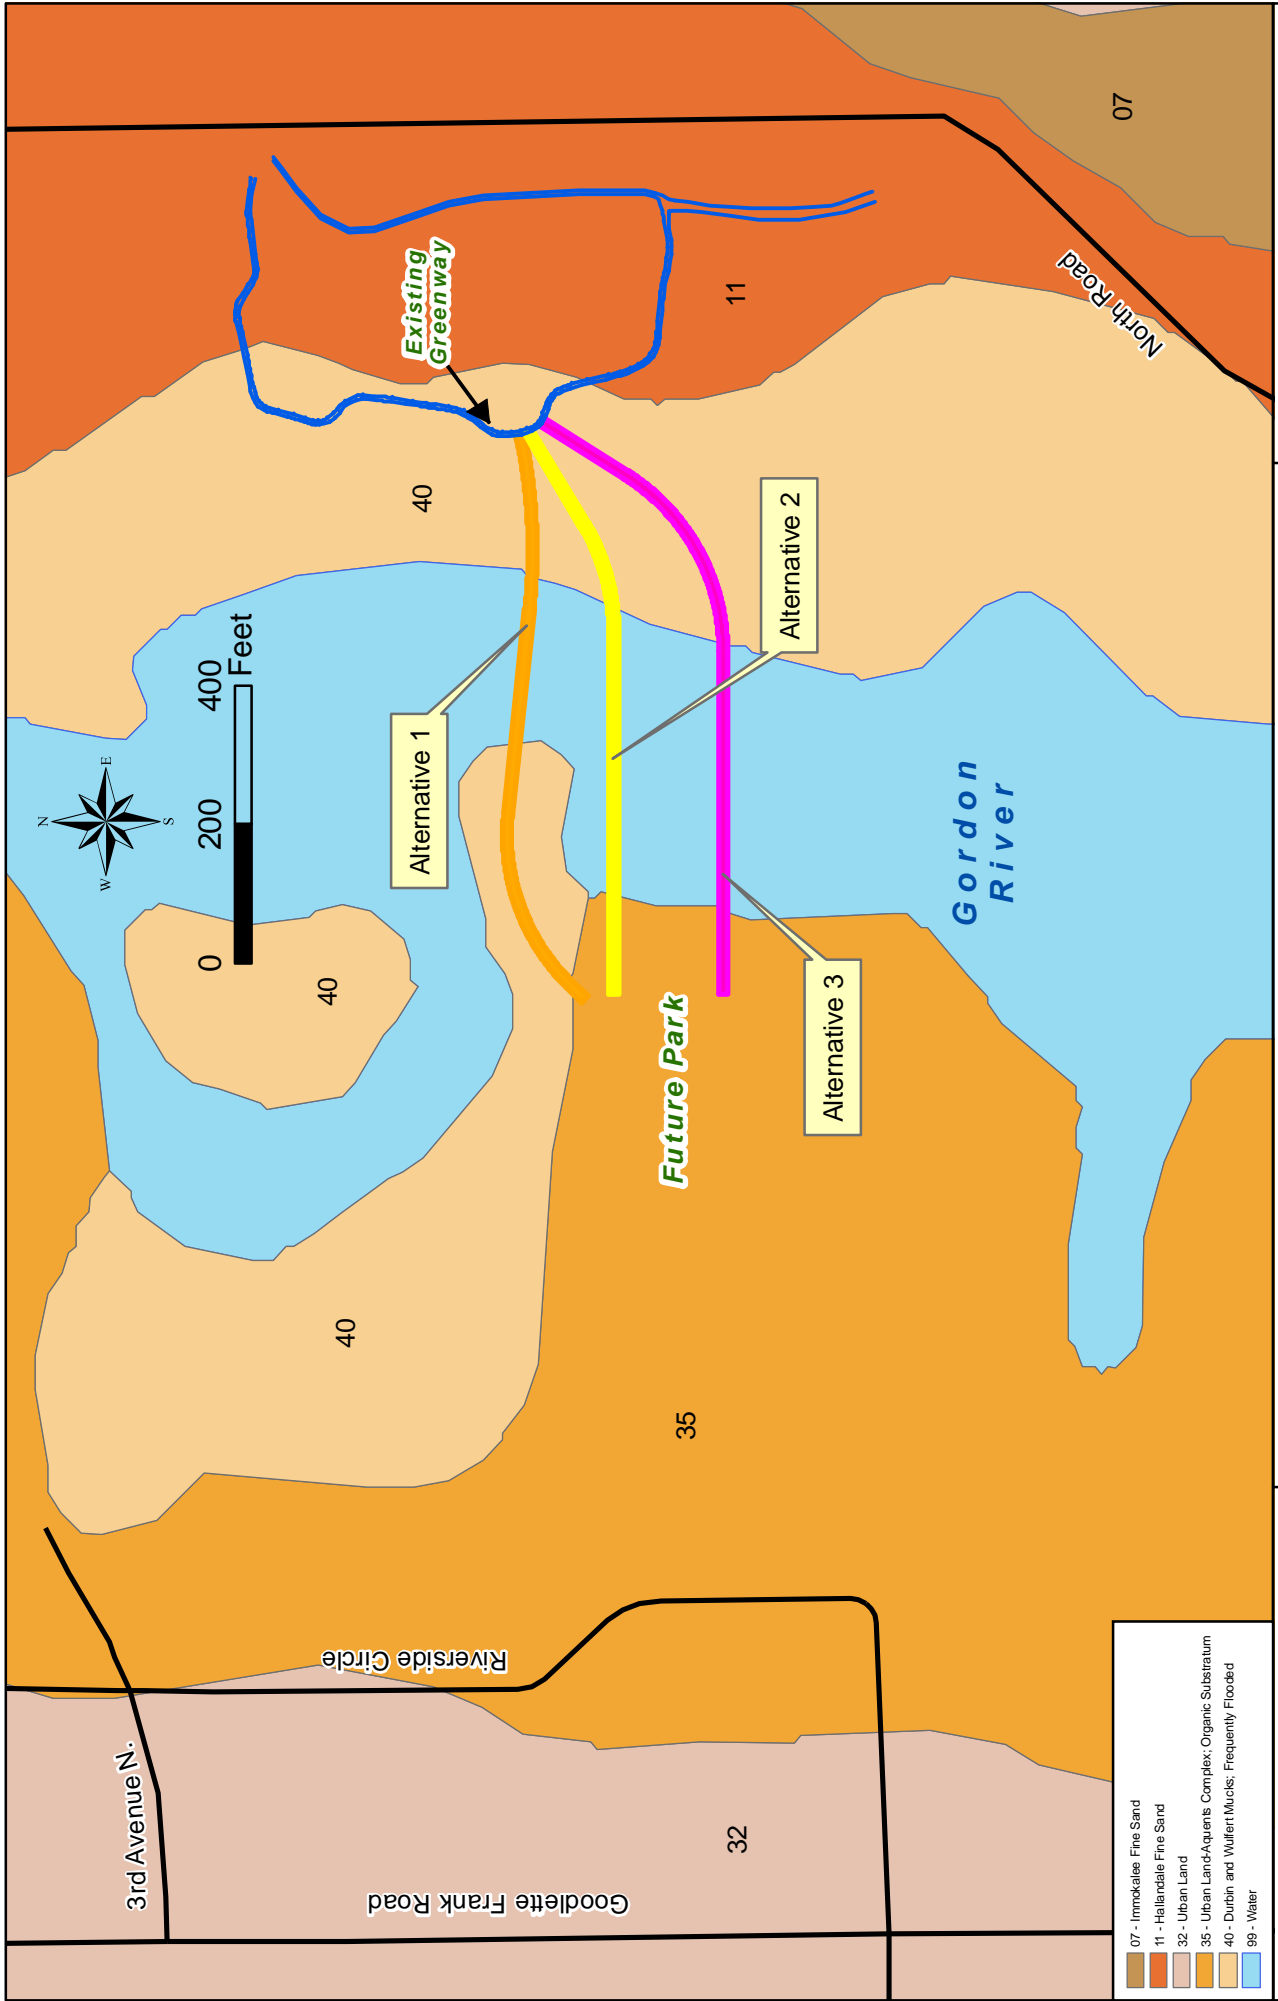 3rd Avenue N.
Goodlette Frank Road
Riverside Circle
32
35
40
40
40
11
07
N
W
E
S
0
200
400
Feet
Existing
Greenway
Alternative 1
Alternative 2
Alternative 3
Future Park
Gordon
River
North Road
07 - Immokalee Fine Sand
11 - Hallandale Fine Sand
32 - Urban Land
35 - Urban Land-Aquents Complex; Organic Substratum
40 - Durbin and Wulfert Mucks; Frequently Flooded
99 - Water